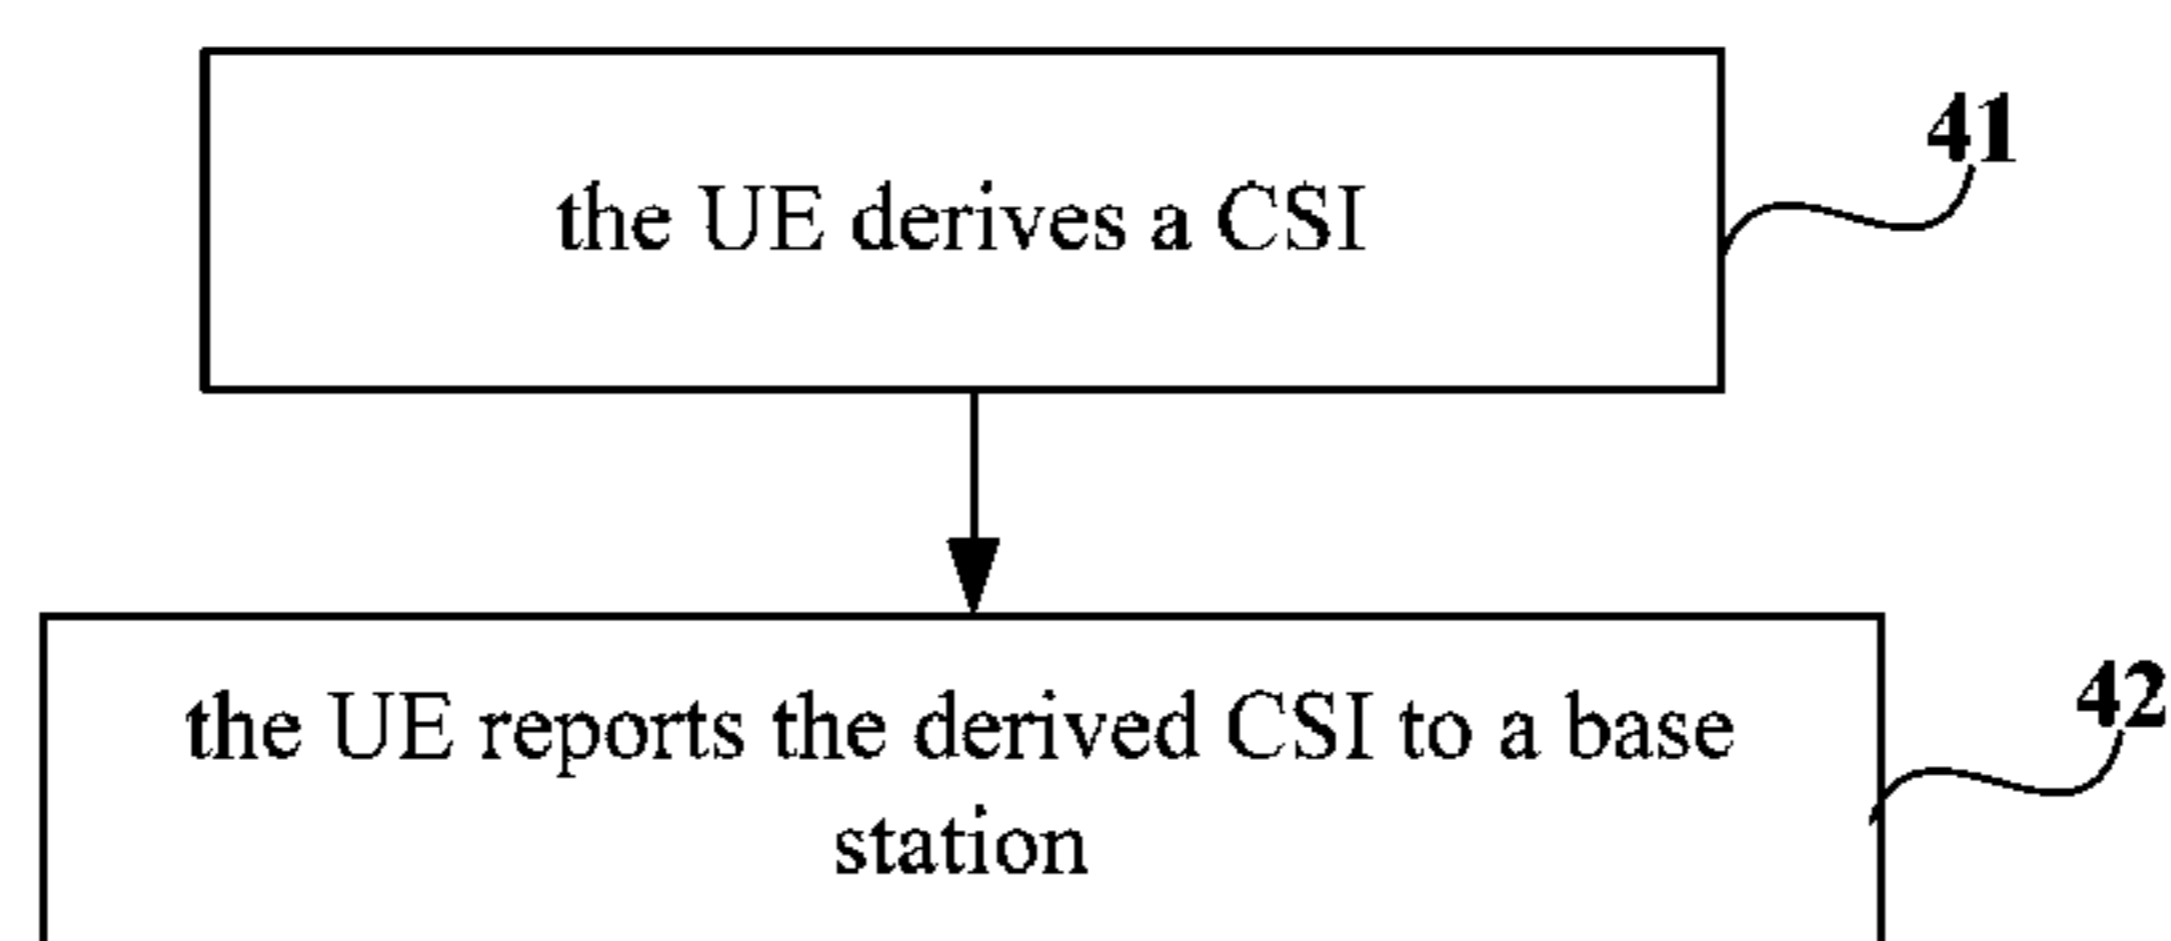 41
the UE derives a CSI
42
the UE reports the derived CSI to a base
station